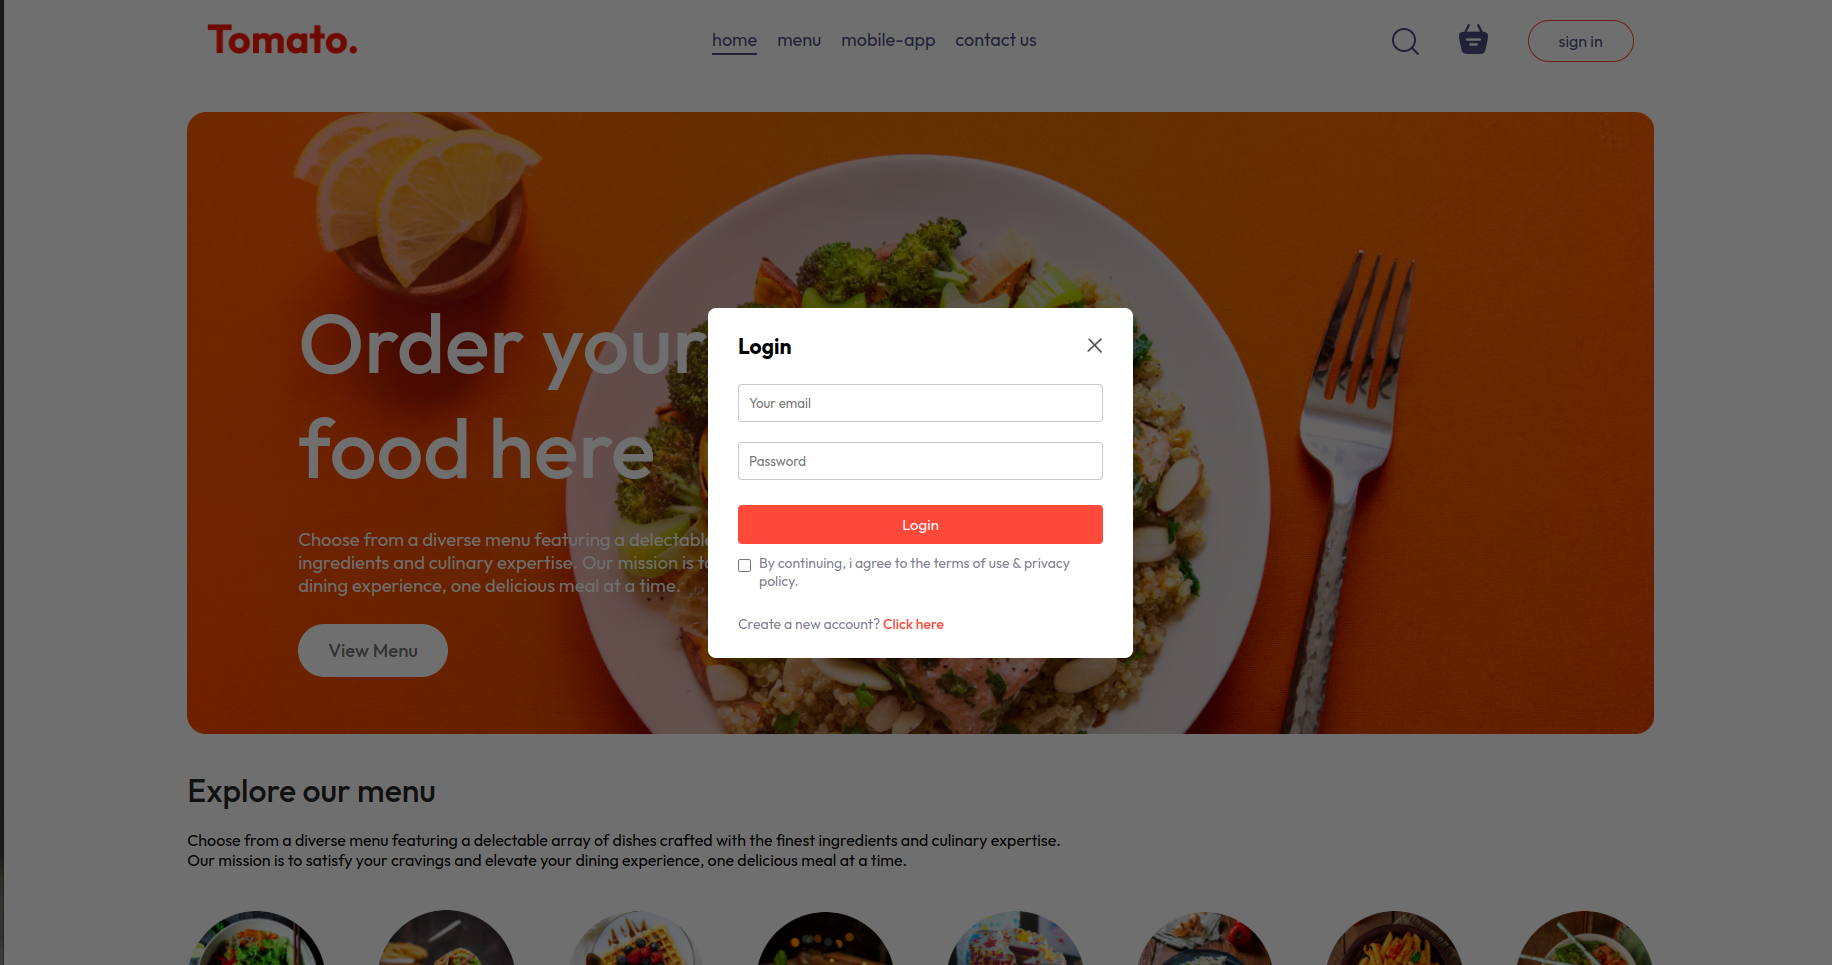 Tomato.
home menu mobile-app contact us
sign in
Order your
food here
Choose from a diverse menu featuring a delectable
ingredients and culinary expertise. Our mission is to
dining experience, one delicious meal at a time.
View Menu
Login
Your email
Password
Login
By continuing, i agree to the terms of use & privacy
policy.
Create a new account? Click here
Explore our menu
Choose from a diverse menu featuring a delectable array of dishes crafted with the finest ingredients and culinary expertise.
Our mission is to satisfy your cravings and elevate your dining experience, one delicious meal at a time.